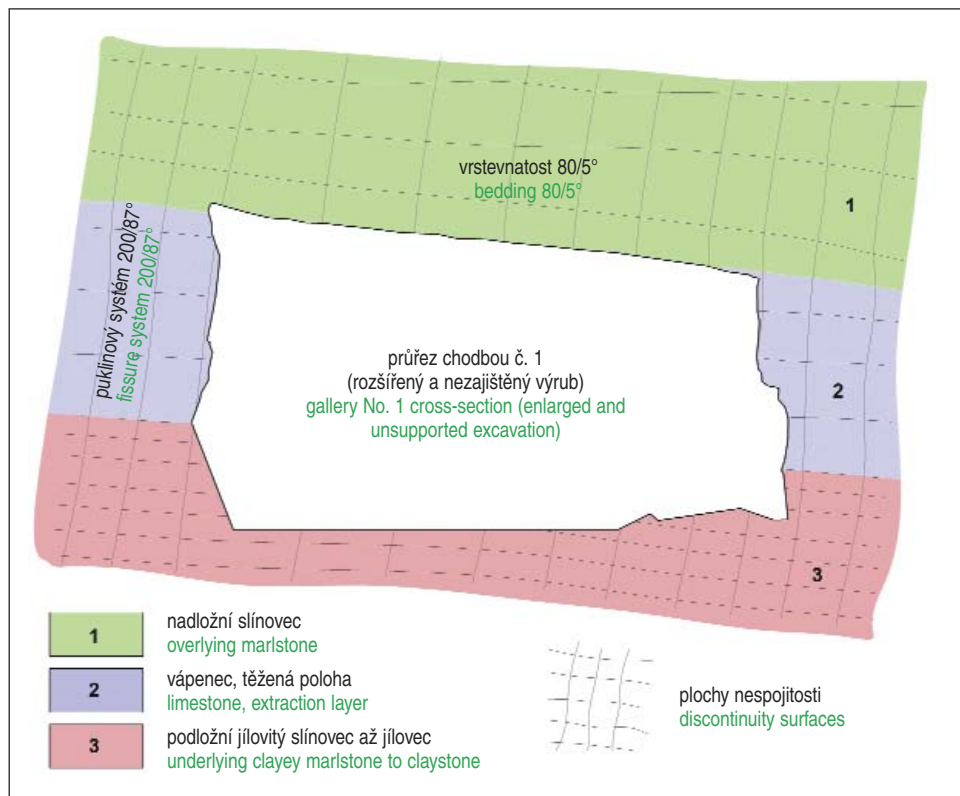 vrstevnatost 80/5°
bedding 80/5°
1
puklinový systém 200/87°
fissure system 200/87°
průřez chodbou č. 1
(rozšířený a nezajištěný výrub)
gallery No. 1 cross-section (enlarged and
unsupported excavation)
2
3
1
nadložní slínovec
overlying marlstone
2
vápenec, těžená poloha
limestone, extraction layer
3
podložní jílovitý slínovec až jílovec
underlying clayey marlstone to claystone
plochy nespojitosti
discontinuity surfaces